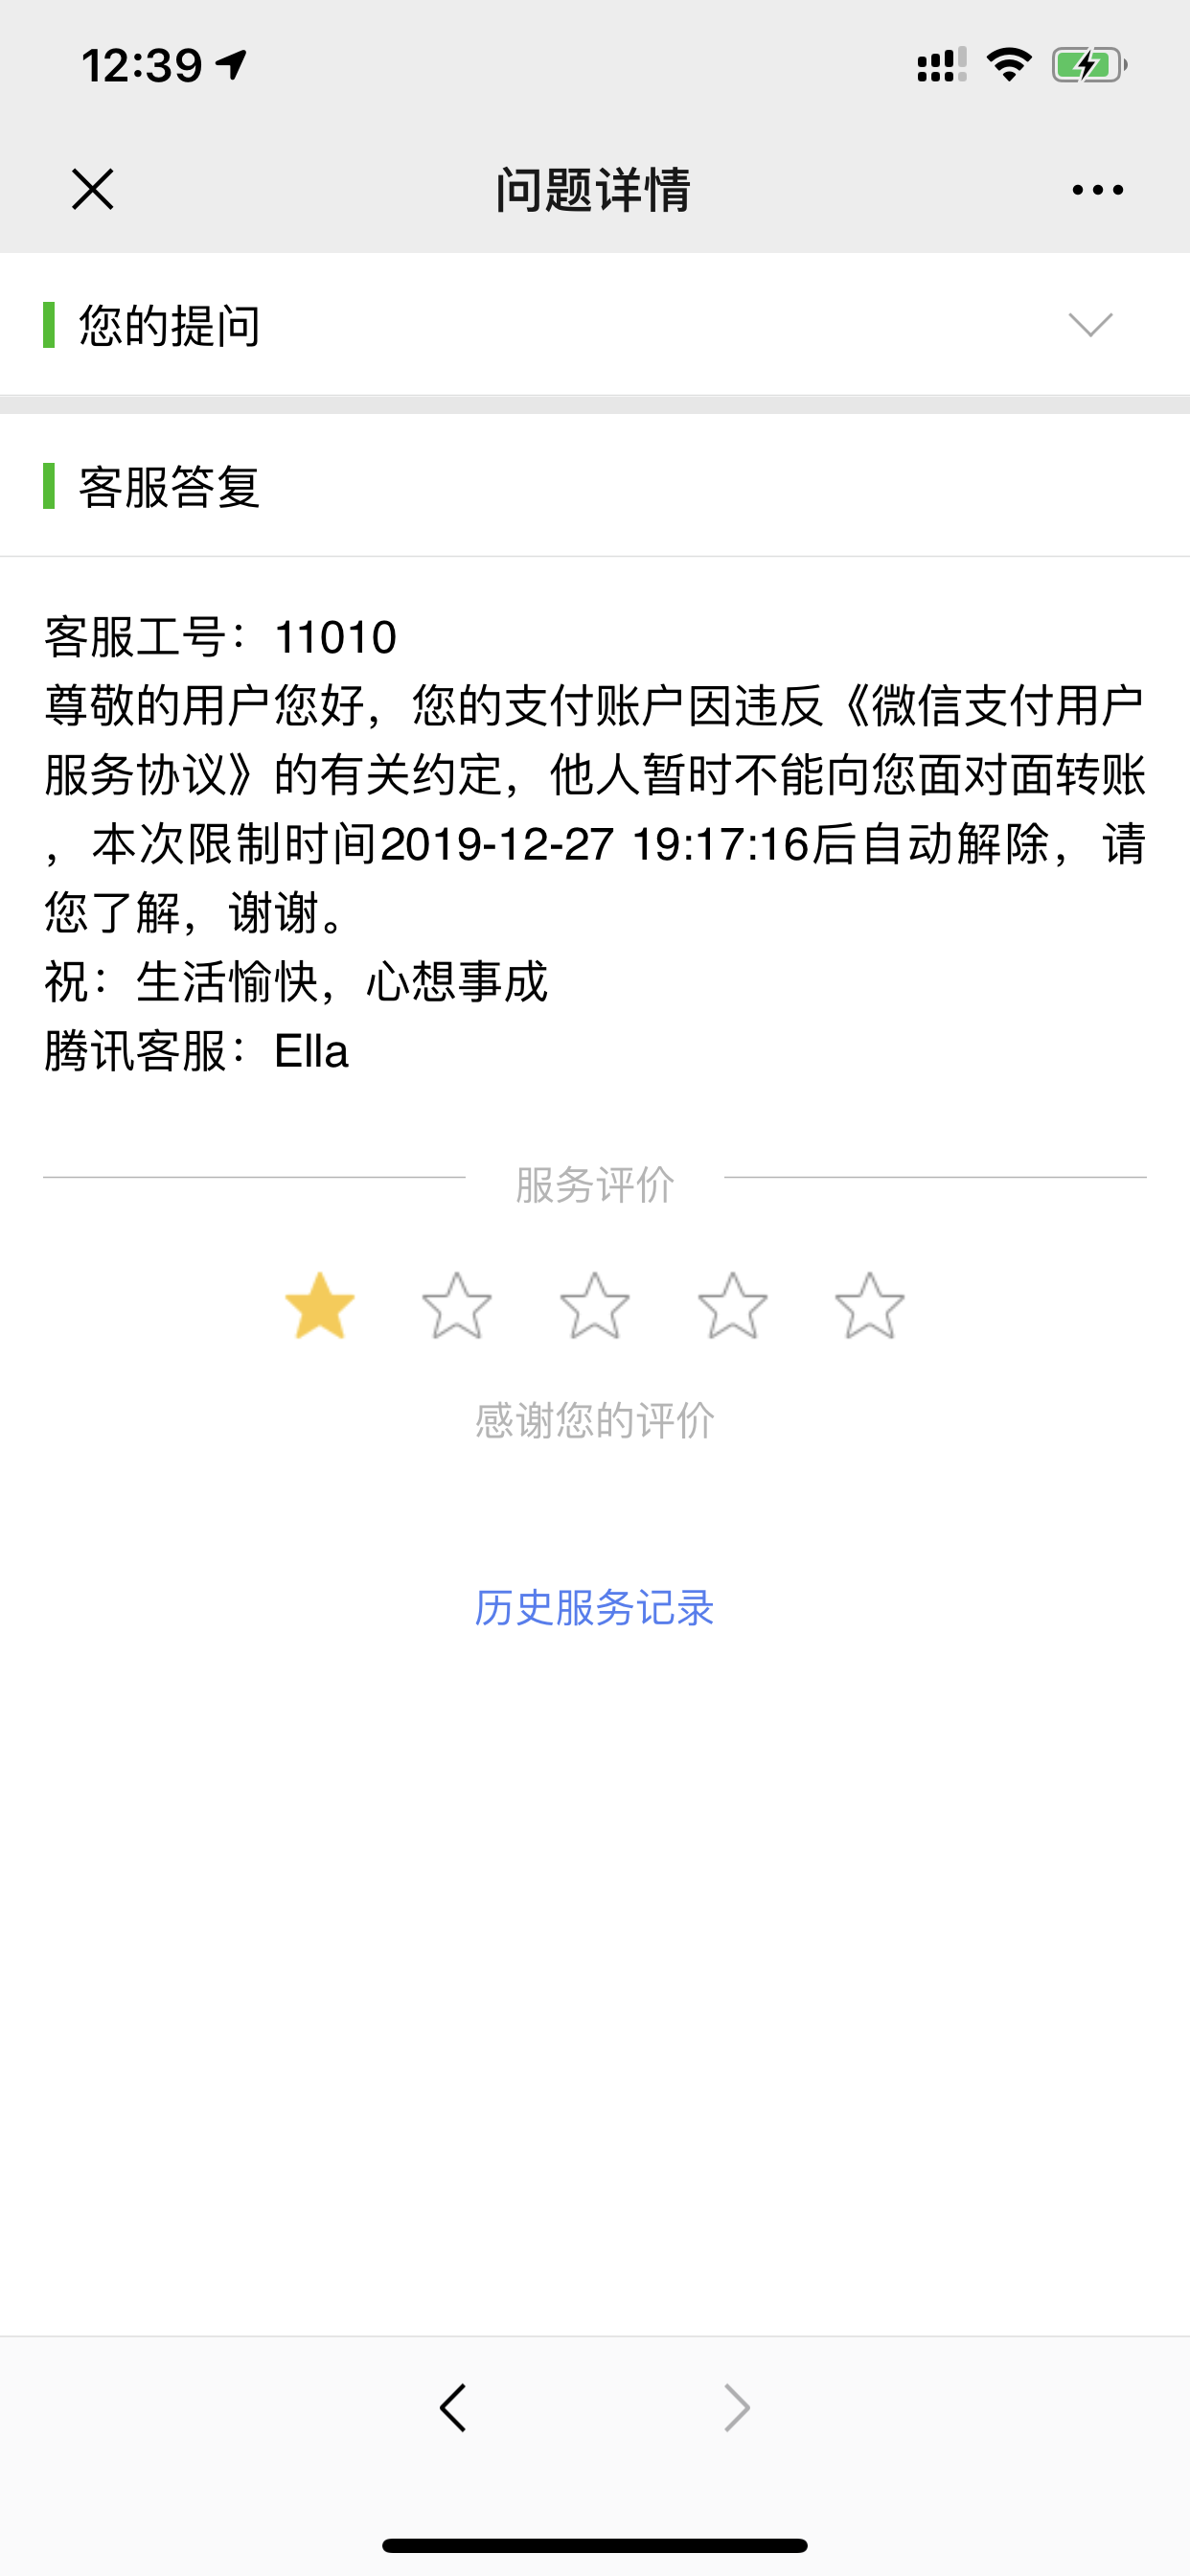 12:39
问题详情
您的提问
客服答复
客服工号：11010
尊敬的用户您好，您的支付账户因违反《微信支付用户
服务协议》的有关约定，他人暂时不能向您面对面转账
，本次限制时间2019-12-27 19:17:16后自动解除，请
您了解，谢谢。
祝：生活愉快，心想事成
腾讯客服：Ella
服务评价
感谢您的评价
历史服务记录